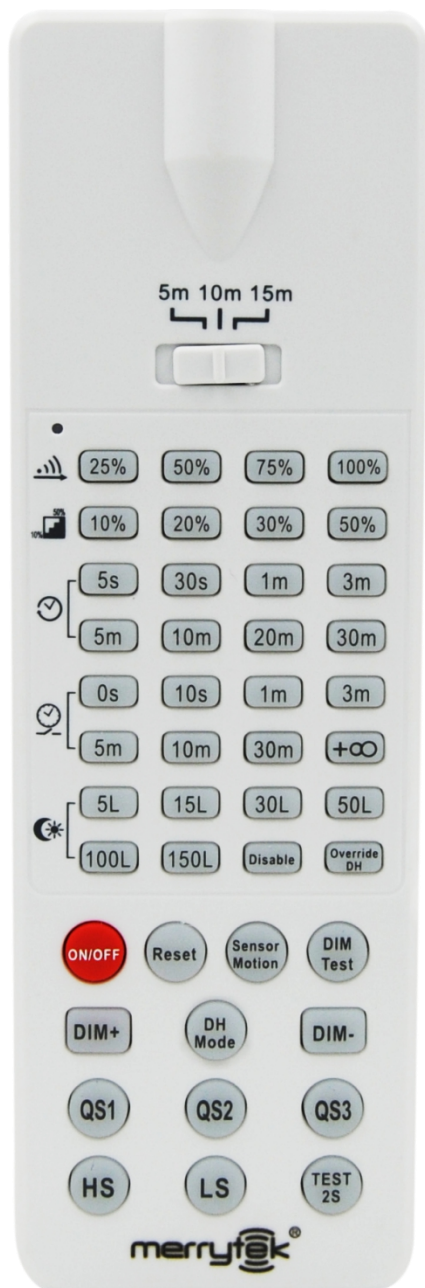 5m 10m 15m
25% 50% 75% 100%
50%
10%
10% 20% 30% 50%
5s 30s 1m 3m
5m 10m 20m 30m
0s 10s 1m 3m
5m 10m 30m +∞
5L 15L 30L 50L
100L 150L Disable Override DH
ON/OFF Reset Sensor Motion DIM Test
DIM+ DH Mode DIM-
QS1 QS2 QS3
HS LS TEST 2S
merrytek®